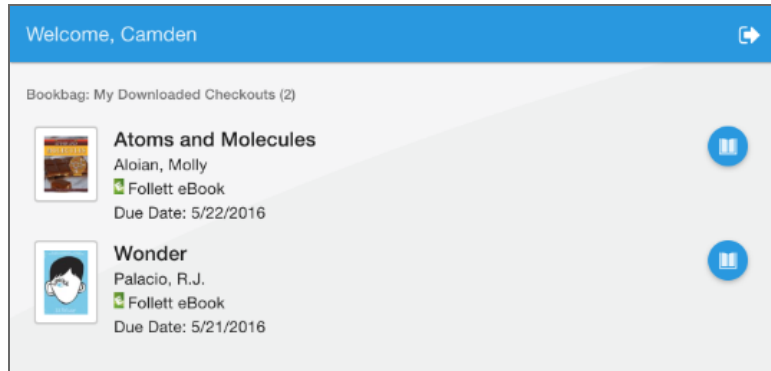 Welcome, Camden
Bookbag: My Downloaded Checkouts (2)
Atoms and Molecules
Aloian, Molly
Follett eBook
Due Date: 5/22/2016
Wonder
Palacio, R.J.
Follett eBook
Due Date: 5/21/2016